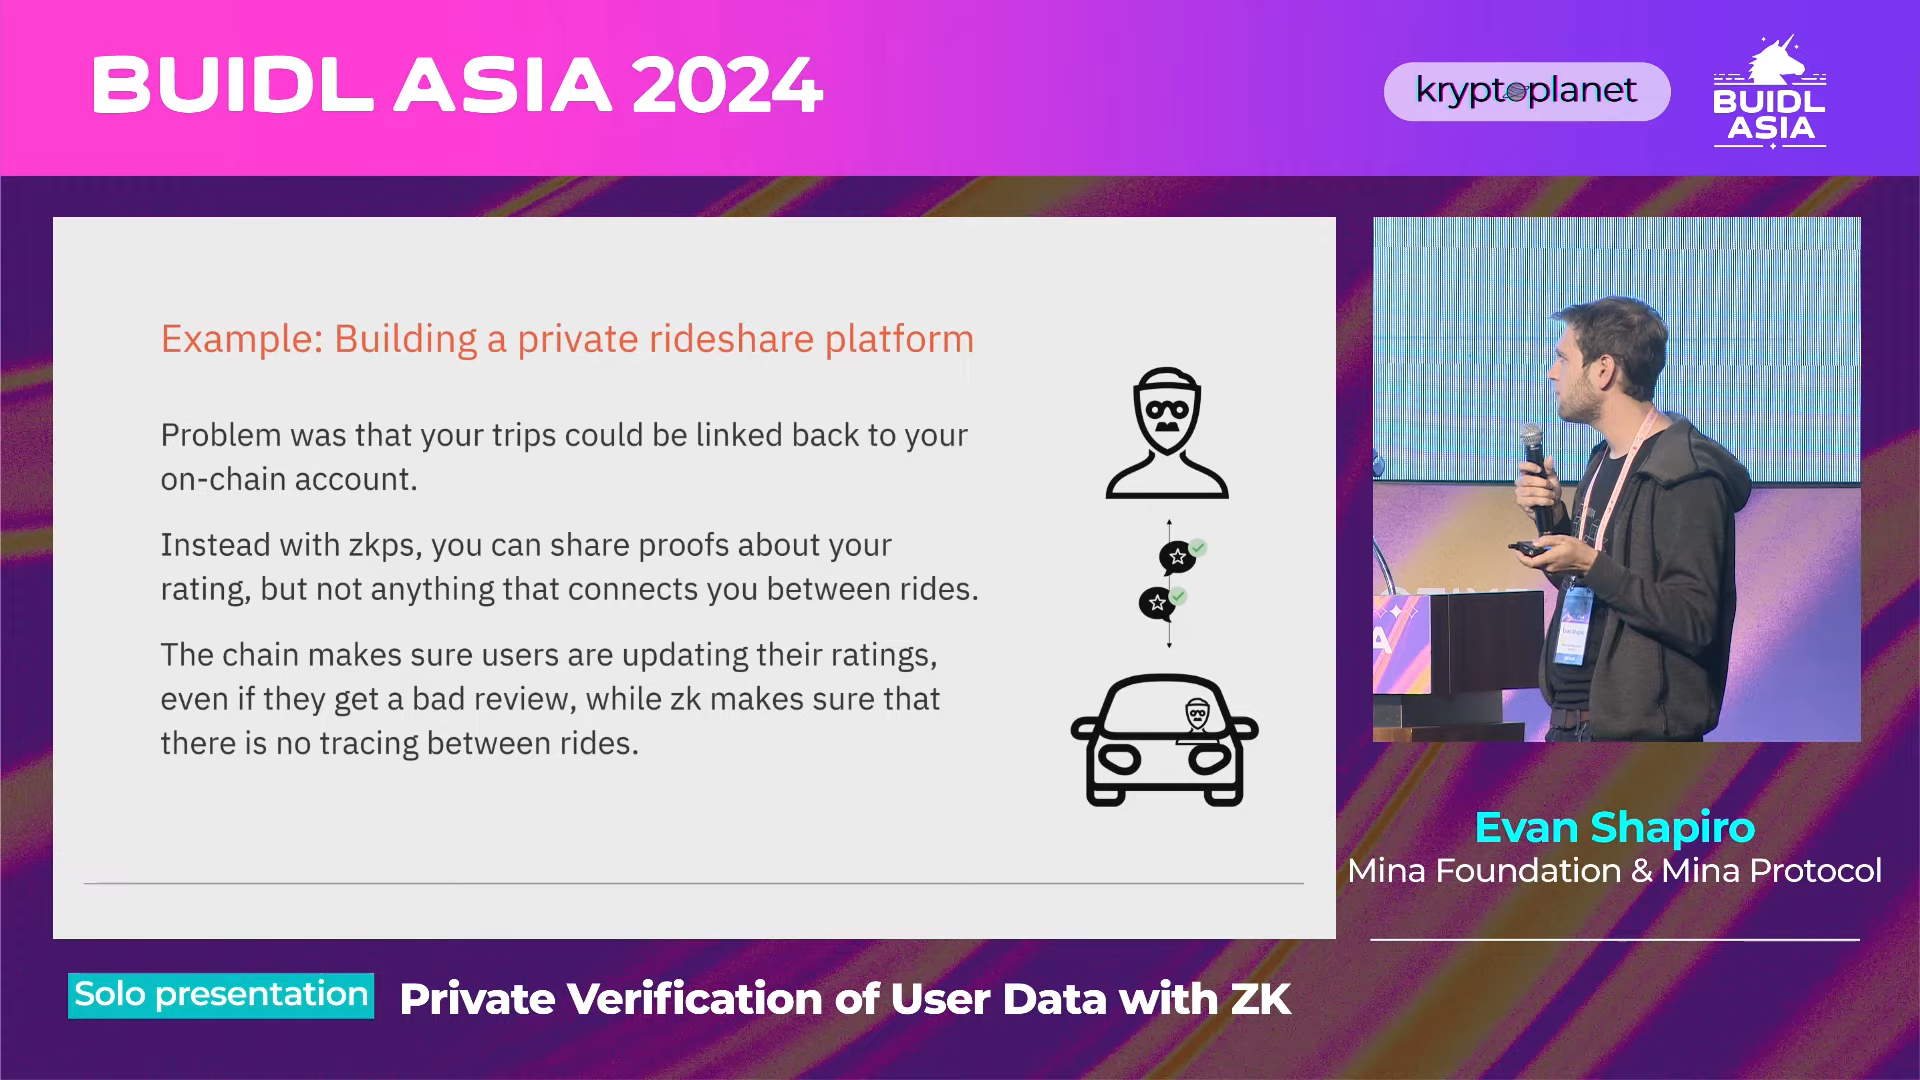 BUIDL ASIA 2024
kryptoplanet
BUIDL
ASIA
Example: Building a private rideshare platform
Problem was that your trips could be linked back to your
on-chain account.
Instead with zkps, you can share proofs about your
rating, but not anything that connects you between rides.
The chain makes sure users are updating their ratings,
even if they get a bad review, while zk makes sure that
there is no tracing between rides.
Evan Shapiro
Mina Foundation & Mina Protocol
Solo presentation
Private Verification of User Data with ZK